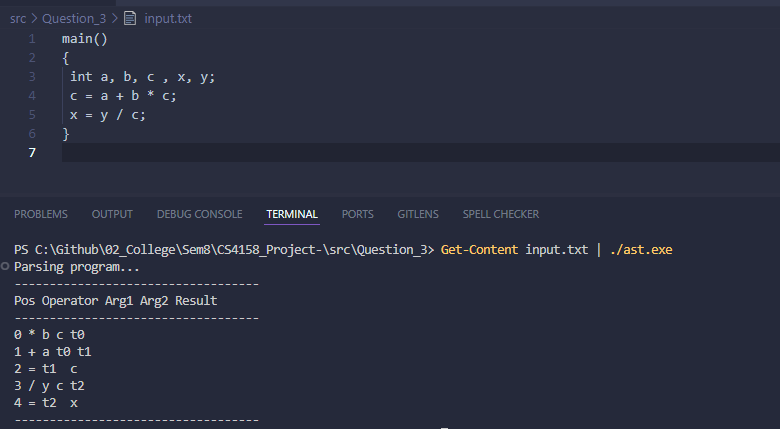 src > Question_3 > input.txt
1 main()
2 {
3 int a, b, c , x, y;
4 c = a + b * c;
5 x = y / c;
6 }
7
PROBLEMS OUTPUT DEBUG CONSOLE TERMINAL PORTS GITLENS SPELL CHECKER
PS C:\Github\02_College\Sem8\CS4158_Project-\src\Question_3> Get-Content input.txt | ./ast.exe
Parsing program...
-----------------------------------
Pos Operator Arg1 Arg2 Result
-----------------------------------
0 * b c t0
1 + a t0 t1
2 = t1  c
3 / y c t2
4 = t2  x
-----------------------------------